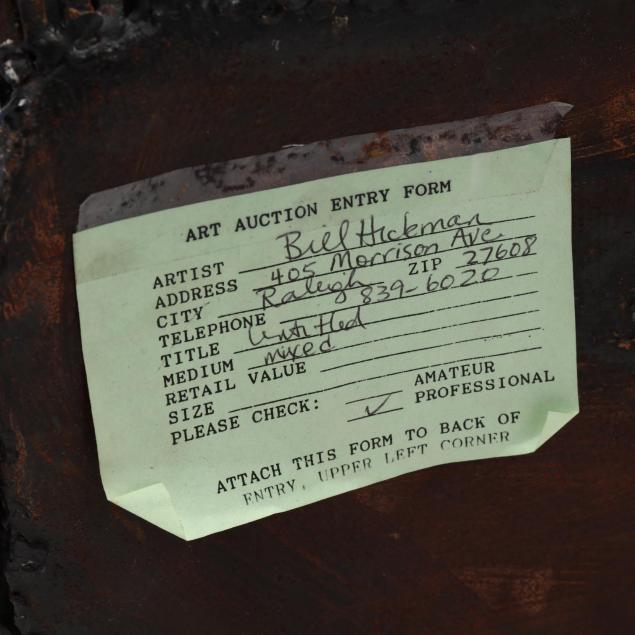 ART AUCTION ENTRY FORM
ARTIST Bill Hickman
ADDRESS 405 Morrison Ave.
CITY Raleigh ZIP 27608
TELEPHONE 839-6020
TITLE Untitled
MEDIUM mixed
RETAIL VALUE
SIZE
PLEASE CHECK: AMATEUR
✓ PROFESSIONAL
ATTACH THIS FORM TO BACK OF
ENTRY, UPPER LEFT CORNER